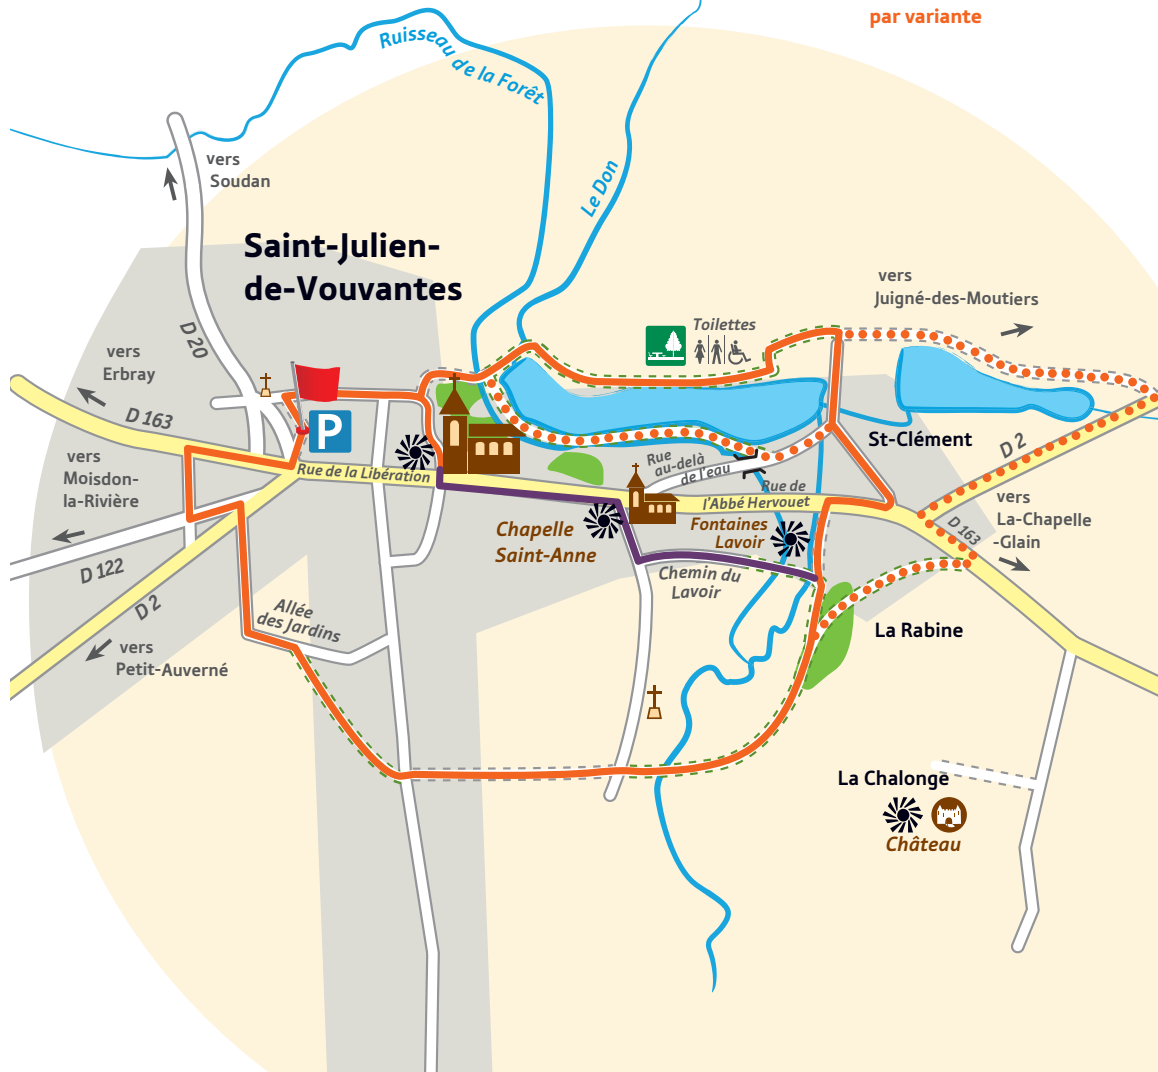 par variante
Ruisseau
de la Forêt
Le Don
vers
Soudan
Saint-Julien-
de-Vouvantes
vers
Juigné-des-Moutiers
Toilettes
D 20
vers
Erbray
D 163
P
vers
Moisdon-
la-Rivière
Rue de la Libération
Rue
au-delà
de l'eau
St-Clément
D 2
Rue de
l'Abbé Hervouet
vers
La-Chapelle
-Glain
D 163
Chapelle
Saint-Anne
Fontaines
Lavoir
D 122
D 2
Chemin du
Lavoir
Allée
des Jardins
La Rabine
vers
Petit-Auverné
La Chalonge
Château